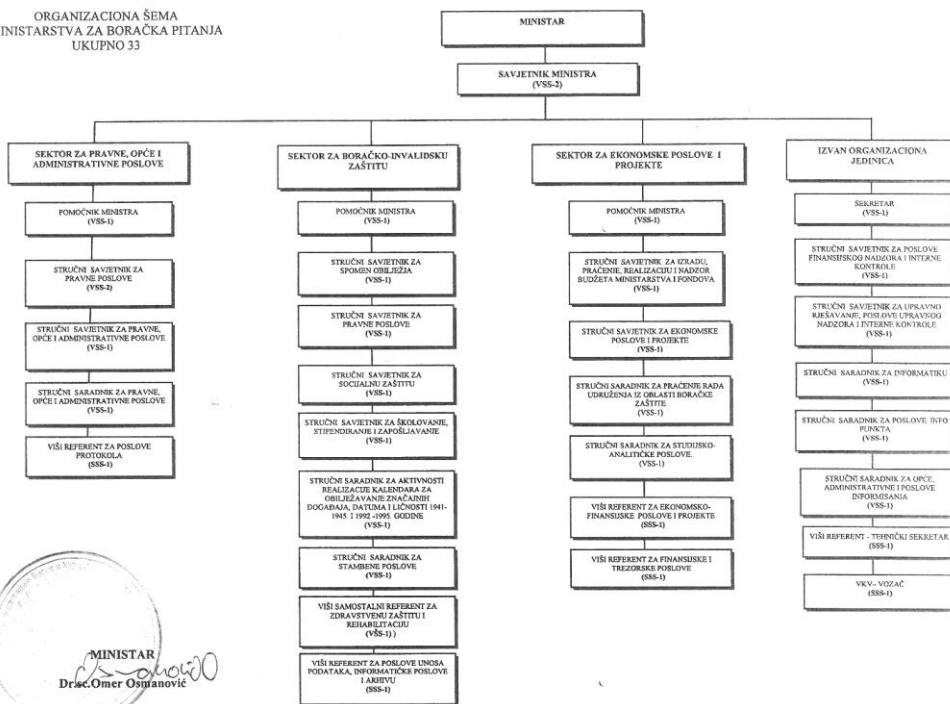 ORGANIZACIONA ŠEMA
INISTARSTVA ZA BORAČKA PITANJA
UKUPNO 33
MINISTAR
SAVJETNIK MINISTRA
(VSS-2)
SEKTOR ZA PRAVNE, OPĆE I
ADMINISTRATIVNE POSLOVE
POMOĆNIK MINISTRA
(VSS-1)
STRUČNI SAVJETNIK ZA
PRAVNE POSLOVE
(VSS-2)
STRUČNI SAVJETNIK ZA PRAVNE,
OPĆE I ADMINISTRATIVNE POSLOVE
(VSS-1)
STRUČNI SARADNIK ZA PRAVNE,
OPĆE I ADMINISTRATIVNE POSLOVE
(VSS-1)
VIŠI REFERENT ZA POSLOVE
PROTOKOLA
(SSS-1)
SEKTOR ZA BORAČKO-INVALIDSKU
ZAŠTITU
POMOĆNIK MINISTRA
(VSS-1)
STRUČNI SAVJETNIK ZA
SPOMEN OBILJEŽJA
(VSS-1)
STRUČNI SAVJETNIK ZA
PRAVNE POSLOVE
(VSS-1)
STRUČNI SAVJETNIK ZA
SOCIJALNU ZAŠTITU
(VSS-1)
STRUČNI SAVJETNIK ZA ŠKOLOVANJE,
STIPENDIRANJE I ZAPOŠLJAVANJE
(VSS-1)
STRUČNI SARADNIK ZA AKTIVNOSTI
REALIZACIJE KALENDARA ZA
OBILJEŽAVANJE ZNAČAJNIH
DOGAĐAJA, DATUMA I LIČNOSTI 1941-
1945. I 1992 -1995. GODINE
(VSS-1)
STRUČNI SARADNIK ZA
STAMBENE POSLOVE
(VSS-1)
VIŠI SAMOSTALNI REFERENT ZA
ZDRAVSTVENU ZAŠTITU I
REHABILITACIJU
(VŠS-1) )
VIŠI REFERENT ZA POSLOVE UNOSA
PODATAKA, INFORMATIČKE POSLOVE
I ARHIVU
(SSS-1)
SEKTOR ZA EKONOMSKE POSLOVE I
PROJEKTE
POMOĆNIK MINISTRA
(VSS-1)
STRUČNI SAVJETNIK ZA IZRADU,
PRAĆENJE, REALIZACIJU I NADZOR
BUDŽETA MINISTARSTVA I FONDOVA
(VSS-1)
STRUČNI SAVJETNIK ZA EKONOMSKE
POSLOVE I PROJEKTE
(VSS-1)
STRUČNI SARADNIK ZA PRAĆENJE RADA
UDRUŽENJA IZ OBLASTI BORAČKE
ZAŠTITE
(VSS-1)
STRUČNI SARADNIK ZA STUDIJSKO-
ANALITIČKE POSLOVE.
(VSS-1)
VIŠI REFERENT ZA EKONOMSKO-
FINANSIJSKE POSLOVE I PROJEKTE
(SSS-1)
VIŠI REFERENT ZA FINANSIJSKE I
TREZORSKE POSLOVE
(SSS-1)
IZVAN ORGANIZACIONA
JEDINICA
SEKRETAR
(VSS-1)
STRUČNI SAVJETNIK ZA POSLOVE
FINANSIJSKOG NADZORA I INTERNE
KONTROLE
(VSS-1)
STRUČNI SAVJETNIK ZA UPRAVNO
RJEŠAVANJE, POSLOVE UPRAVNOG
NADZORA I INTERNE KONTROLE
(VSS-1)
STRUČNI SARADNIK ZA INFORMATIKU
(VSS-1)
STRUČNI SARADNIK ZA POSLOVE INFO
PUNKTA
(VSS-1)
STRUČNI SARADNIK ZA OPĆE,
ADMINISTRATIVNE I POSLOVE
INFORMISANJA
(VSS-1)
VIŠI REFERENT - TEHNIČKI SEKRETAR
(SSS-1)
VKV- VOZAČ
(SSS-1)
MINISTAR
Dr.sc.Omer Osmanović